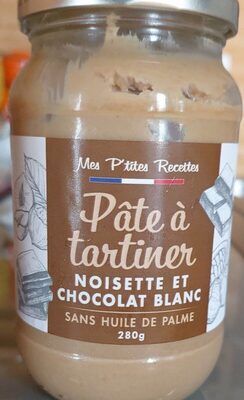 Mes P'tites Recettes
Pâte à
tartiner
NOISETTE ET
CHOCOLAT BLANC
SANS HUILE DE PALME
280g